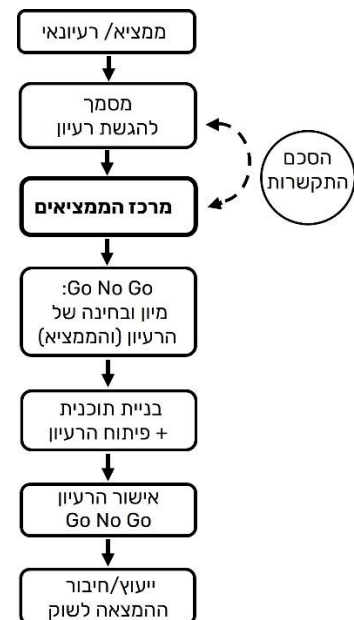 ממציא/ רעיונאי
מסמך
להגשת רעיון
הסכם
התקשרות
מרכז הממציאים
Go No Go:
מיון ובחינה של
הרעיון (והממציא)
בניית תוכנית
+ פיתוח הרעיון
אישור הרעיון
Go No Go
ייעוץ/חיבור
ההמצאה לשוק